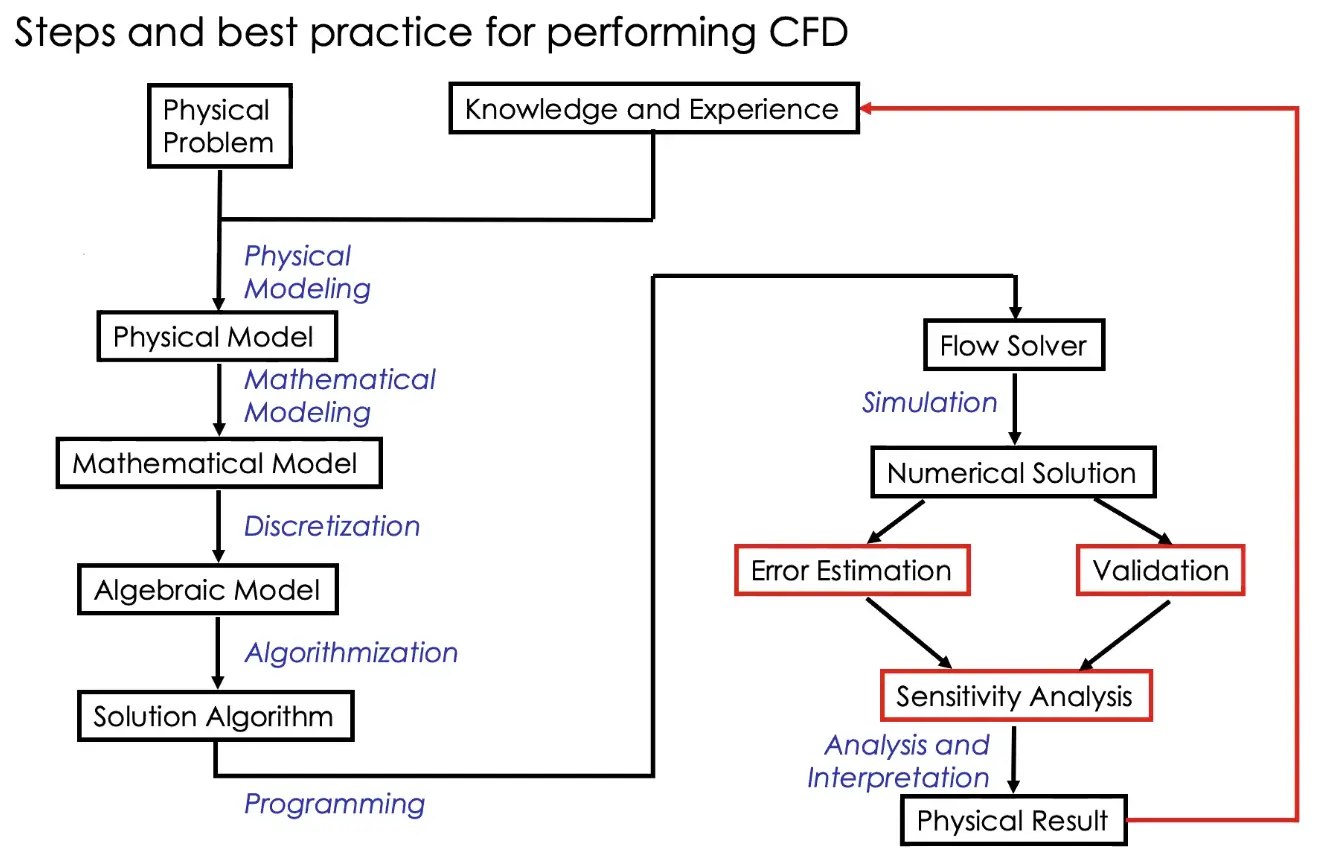 Steps and best practice for performing CFD
Physical
Problem
Knowledge and Experience
Physical
Modeling
Physical Model
Mathematical
Modeling
Mathematical Model
Discretization
Algebraic Model
Algorithmization
Solution Algorithm
Programming
Flow Solver
Simulation
Numerical Solution
Error Estimation
Validation
Sensitivity Analysis
Analysis and
Interpretation
Physical Result